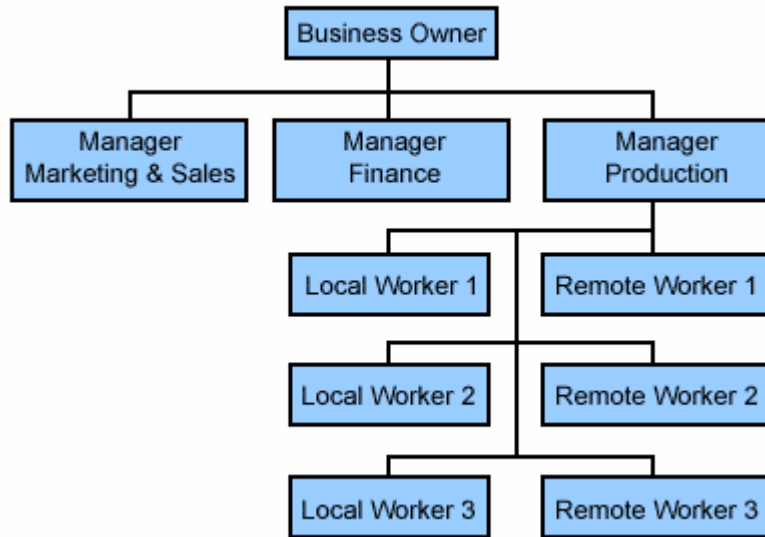 Business Owner
Manager
Marketing & Sales
Manager
Finance
Manager
Production
Local Worker 1
Remote Worker 1
Local Worker 2
Remote Worker 2
Local Worker 3
Remote Worker 3